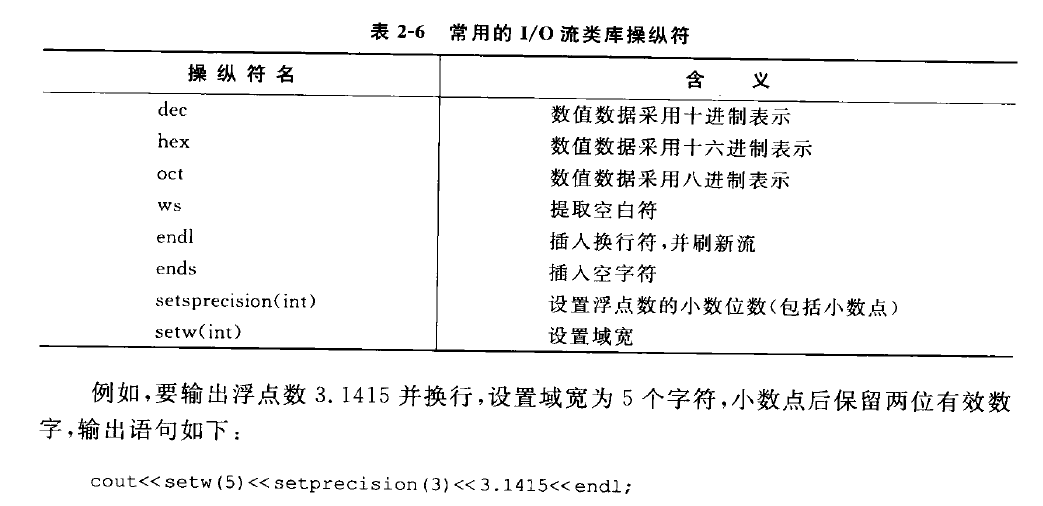 表 2-6 常用的 I/O 流类库操纵符
操 纵 符 名 含 义
dec 数值数据采用十进制表示
hex 数值数据采用十六进制表示
oct 数值数据采用八进制表示
ws 提取空白符
endl 插入换行符,并刷新流
ends 插入空字符
setsprecision(int) 设置浮点数的小数位数(包括小数点)
setw(int) 设置域宽
例如,要输出浮点数 3.1415 并换行,设置域宽为 5 个字符,小数点后保留两位有效数
字,输出语句如下:
cout<<setw(5)<<setprecision(3)<<3.1415<<endl;